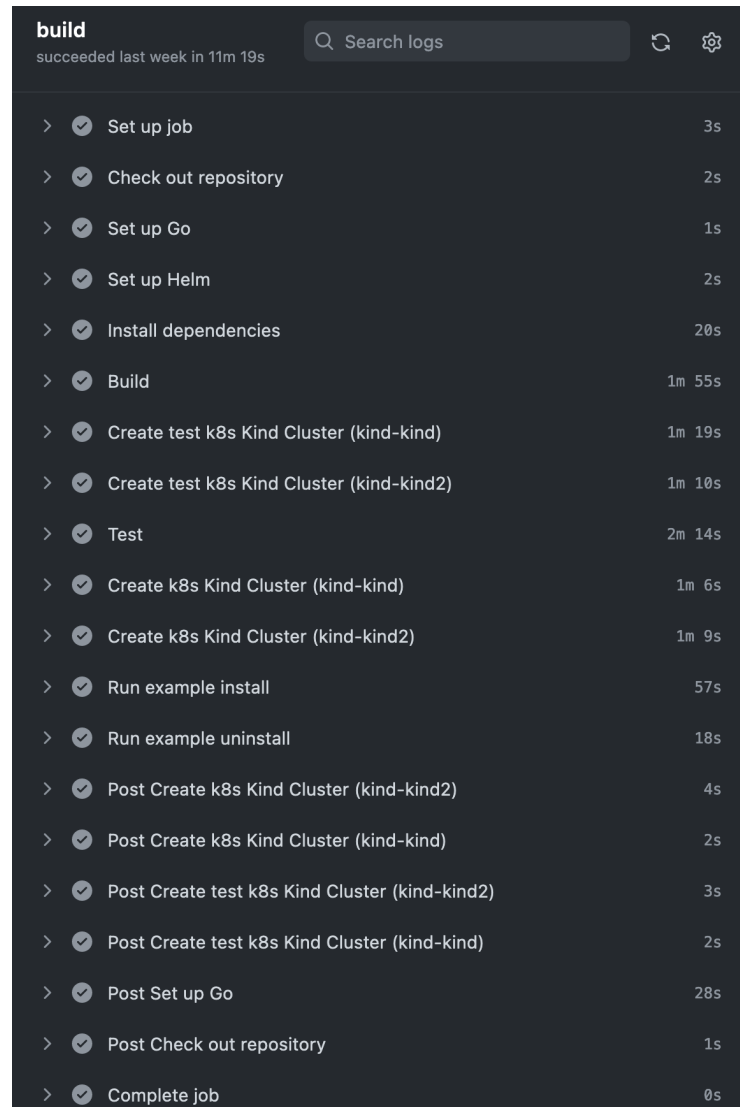 build
succeeded last week in 11m 19s
Search logs
Set up job 3s
Check out repository 2s
Set up Go 1s
Set up Helm 2s
Install dependencies 20s
Build 1m 55s
Create test k8s Kind Cluster (kind-kind) 1m 19s
Create test k8s Kind Cluster (kind-kind2) 1m 10s
Test 2m 14s
Create k8s Kind Cluster (kind-kind) 1m 6s
Create k8s Kind Cluster (kind-kind2) 1m 9s
Run example install 57s
Run example uninstall 18s
Post Create k8s Kind Cluster (kind-kind2) 4s
Post Create k8s Kind Cluster (kind-kind) 2s
Post Create test k8s Kind Cluster (kind-kind2) 3s
Post Create test k8s Kind Cluster (kind-kind) 2s
Post Set up Go 28s
Post Check out repository 1s
Complete job 0s